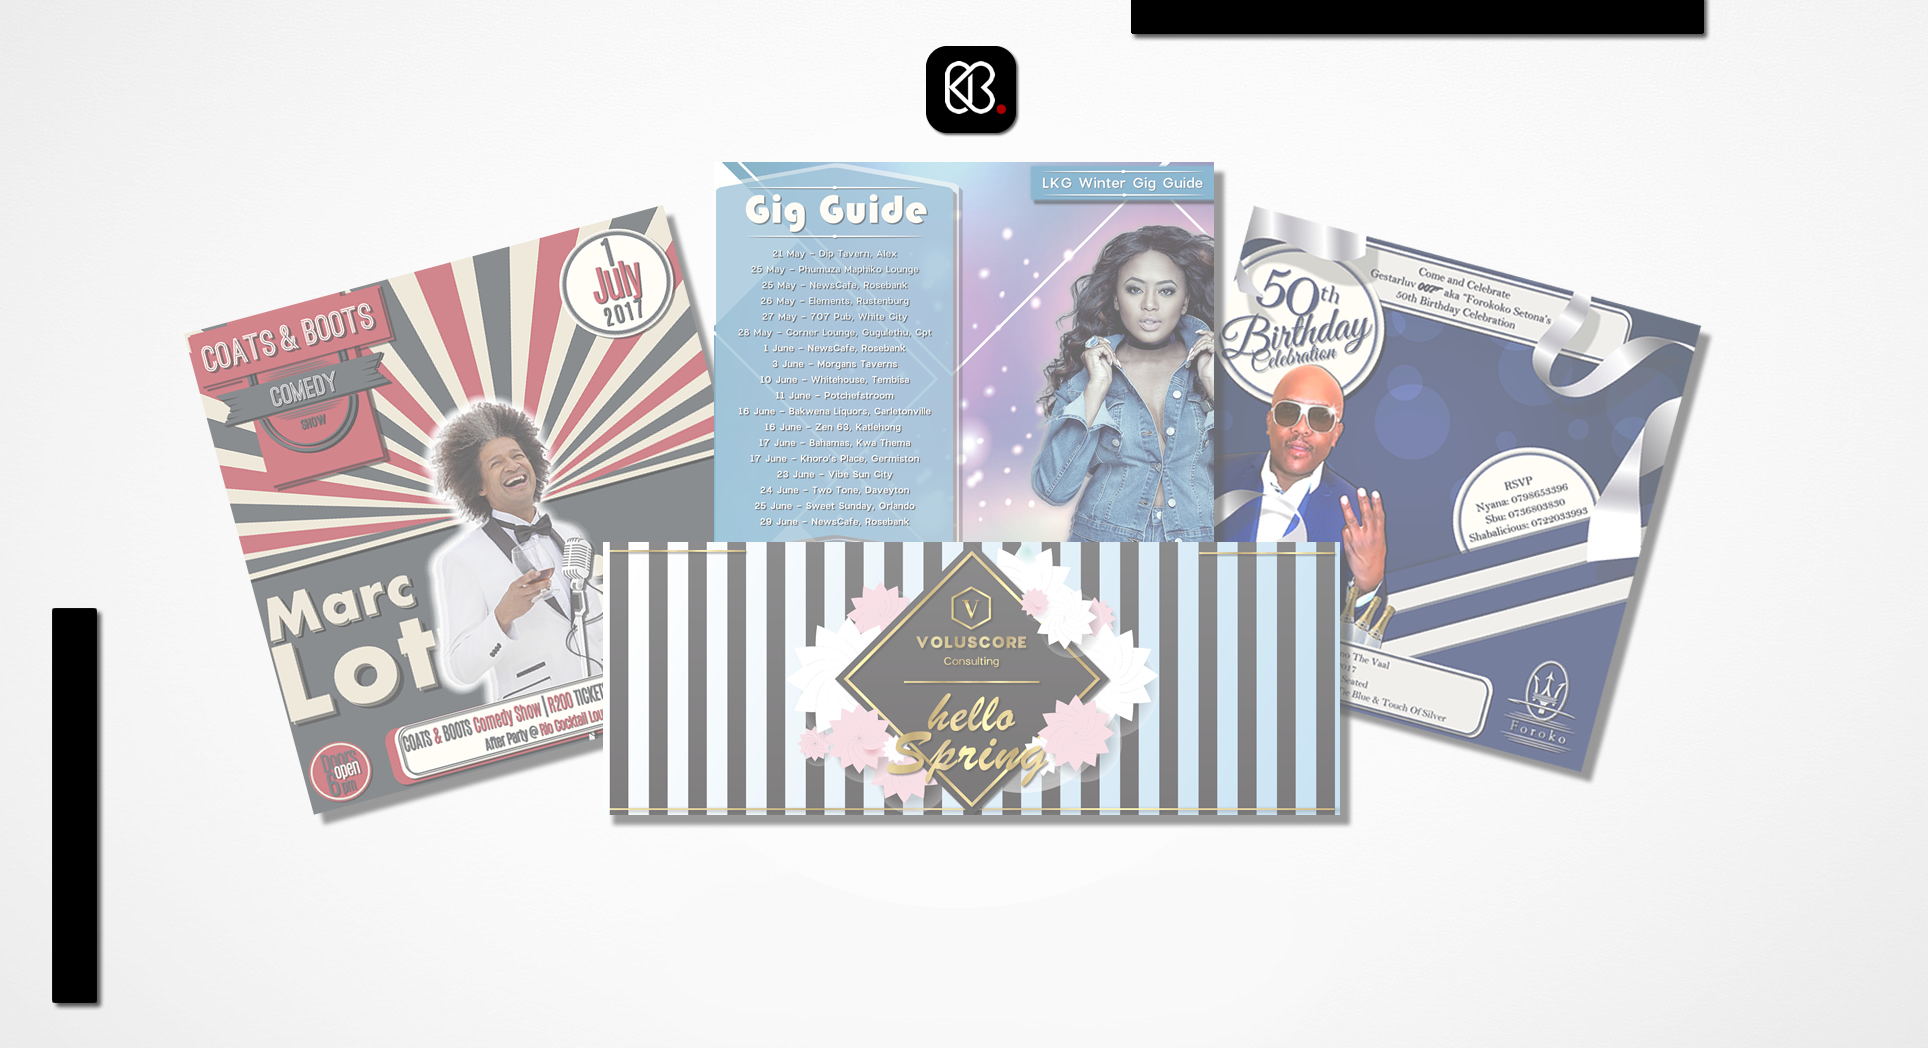 KB.
COATS & BOOTS
COMEDY
SHOW
1
July
2017
Marc
Lot
COATS & BOOTS Comedy Show | R200 TICKET
After Party @ Rio Cocktail Lou
Doors
open
6pm
LKG Winter Gig Guide
Gig Guide
21 May - Dip Tavern, Alex
25 May - Phumuza Maphiko Lounge
25 May - NewsCafe, Rosebank
26 May - Elements, Rustenburg
27 May - 707 Pub, White City
28 May - Corner Lounge, Gugulethu, Cpt
1 June - NewsCafe, Rosebank
3 June - Morgans Taverns
10 June - Whitehouse, Tembisa
11 June - Potchefstroom
16 June - Bakwena Liquors, Carletonville
16 June - Zen 63, Katlehong
17 June - Bahamas, Kwa Thema
17 June - Khoro's Place, Germiston
23 June - Vibe Sun City
24 June - Two Tone, Daveyton
25 June - Sweet Sunday, Orlando
29 June - NewsCafe, Rosebank
50th
Birthday
Celebration
Come and Celebrate
Gestarluv 007 aka "Forokoko Setona's
50th Birthday Celebration
RSVP
Nyana: 0798653396
Sbu: 0736803830
Shabalicious: 0722033993
The Vaal
017
Seated
Tie Blue & Touch Of Silver
Foroko
V
VOLUSCORE
Consulting
hello
Spring